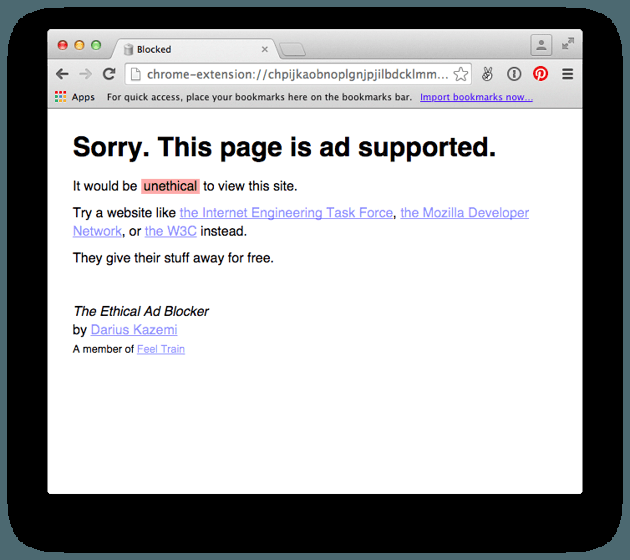 Blocked
chrome-extension://chpijkaobnoplgnjpjilbdcklmm...
Apps For quick access, place your bookmarks here on the bookmarks bar. Import bookmarks now...
Sorry. This page is ad supported.
It would be unethical to view this site.
Try a website like the Internet Engineering Task Force, the Mozilla Developer
Network, or the W3C instead.
They give their stuff away for free.
The Ethical Ad Blocker
by Darius Kazemi
A member of Feel Train